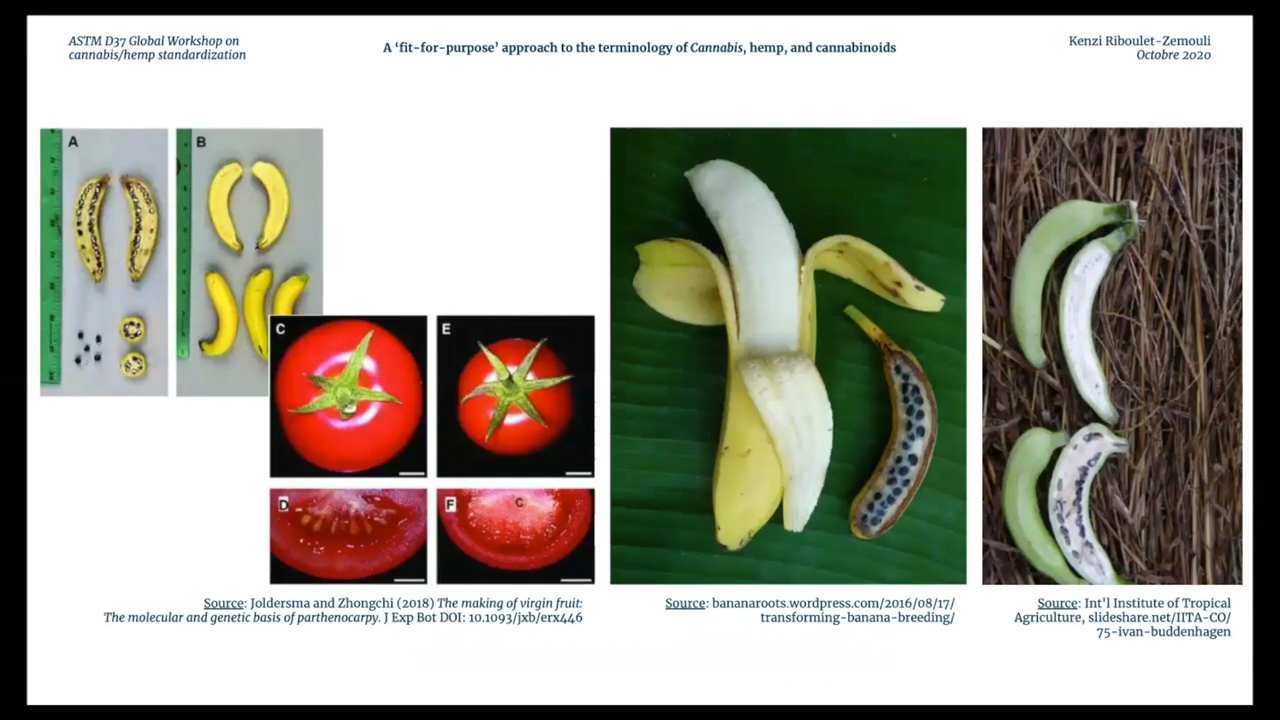 ASTM D37 Global Workshop on
cannabis/hemp standardization
A ‘fit-for-purpose’ approach to the terminology of Cannabis, hemp, and cannabinoids
Kenzi Riboulet-Zemouli
Octobre 2020
A
B
C
E
D
F
C
Source: Joldersma and Zhongchi (2018) The making of virgin fruit:
The molecular and genetic basis of parthenocarpy. J Exp Bot DOI: 10.1093/jxb/erx446
Source: bananaroots.wordpress.com/2016/08/17/
transforming-banana-breeding/
Source: Int'l Institute of Tropical
Agriculture, slideshare.net/IITA-CO/
75-ivan-buddenhagen